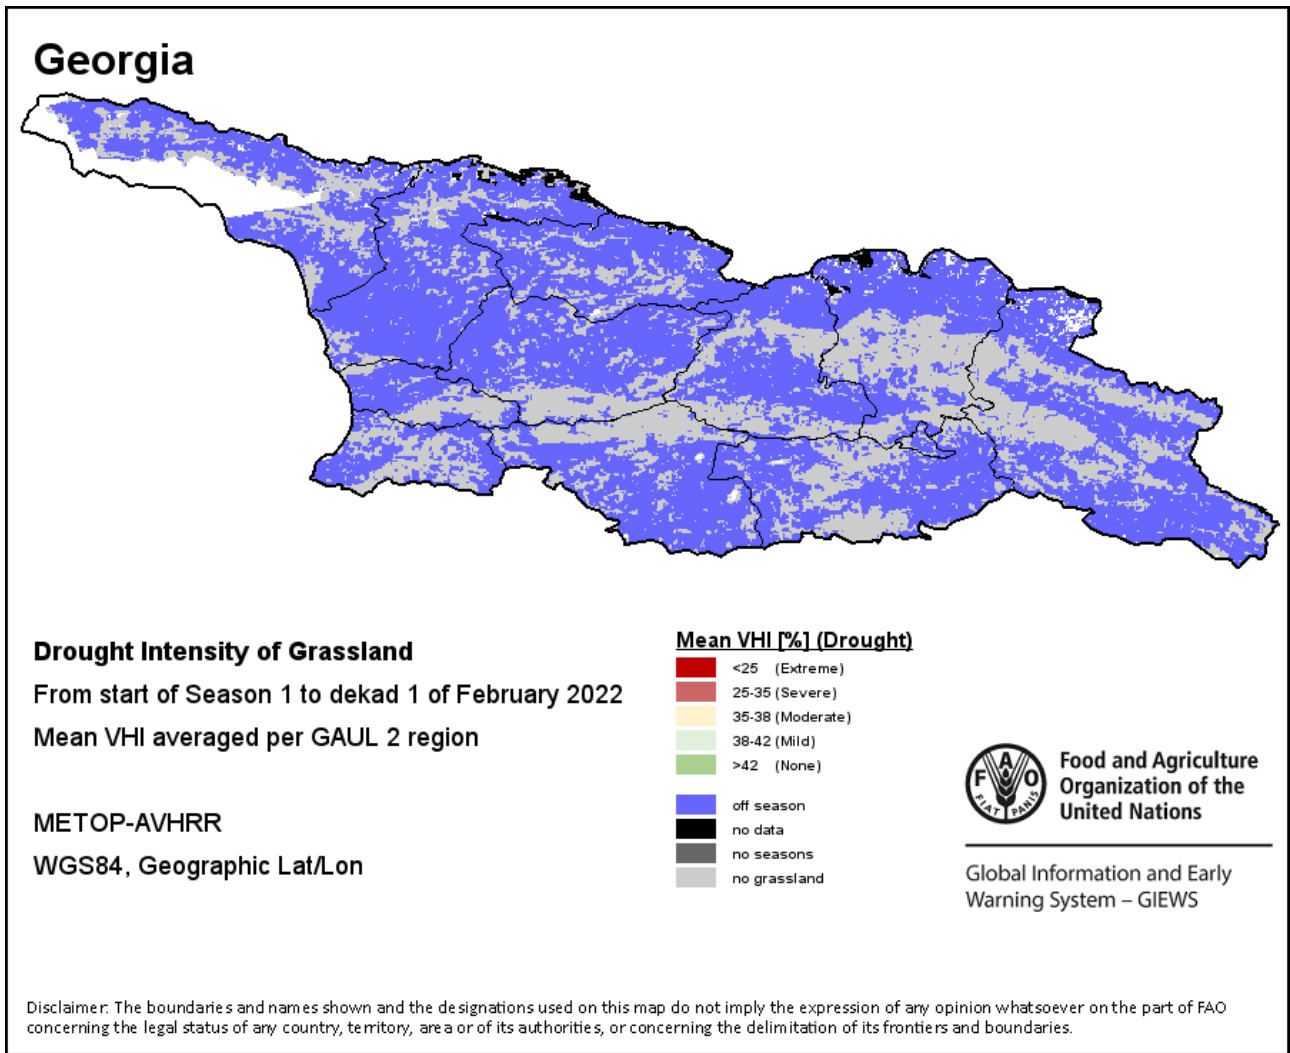 Georgia
Drought Intensity of Grassland
From start of Season 1 to dekad 1 of February 2022
Mean VHI averaged per GAUL 2 region
METOP-AVHRR
WGS84, Geographic Lat/Lon
Mean VHI [%] (Drought)
<25 (Extreme)
25-35 (Severe)
35-38 (Moderate)
38-42 (Mild)
>42 (None)
off season
no data
no seasons
no grassland
F A O
FIAT PANIS
Food and Agriculture
Organization of the
United Nations
Global Information and Early
Warning System – GIEWS
Disclaimer: The boundaries and names shown and the designations used on this map do not imply the expression of any opinion whatsoever on the part of FAO
concerning the legal status of any country, territory, area or of its authorities, or concerning the delimitation of its frontiers and boundaries.